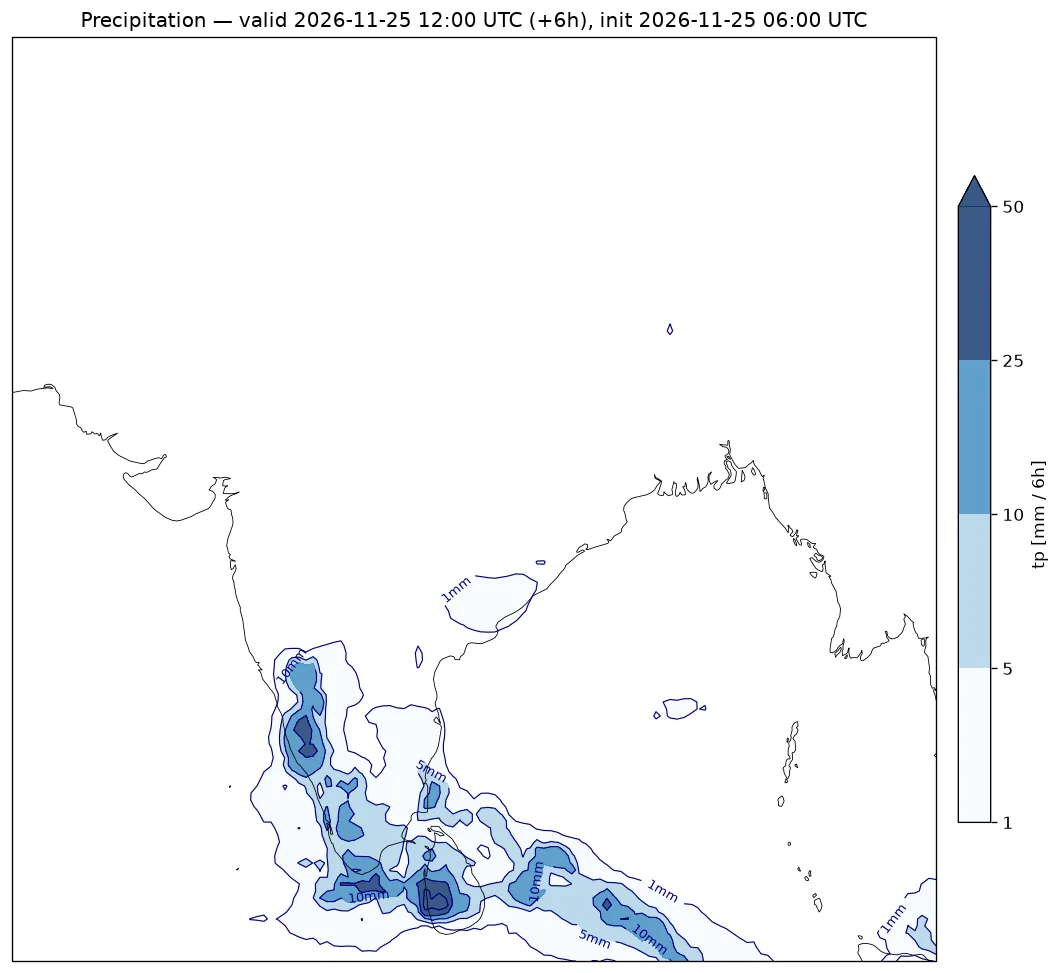 Precipitation — valid 2026-11-25 12:00 UTC (+6h), init 2026-11-25 06:00 UTC
50
25
10
5
1
tp [mm / 6h]
1mm
10mm
5mm
10mm
10mm
1mm
1mm
5mm
10mm